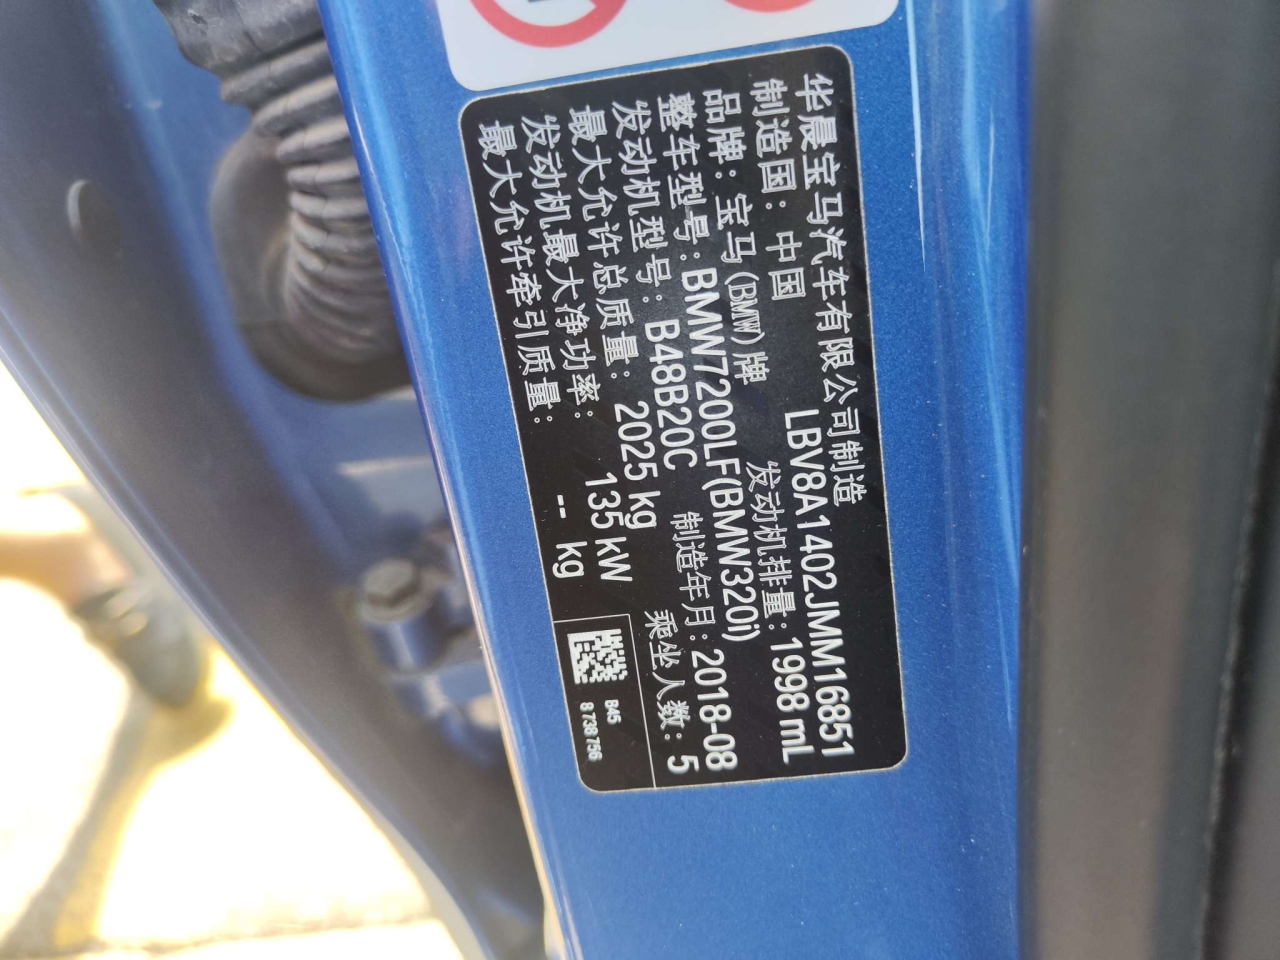 华晨宝马汽车有限公司制造
制造国：中国 LBV8A1402JMM16851
品牌：宝马(BMW)牌 发动机排量：1998 mL
整车型号：BMW7200LF(BMW320i)
发动机型号：B48B20C 制造年月：2018-08
最大允许总质量：2025 kg 乘坐人数：5
发动机最大净功率：135 kW
最大允许牵引质量：-- kg
B45
8 738 756